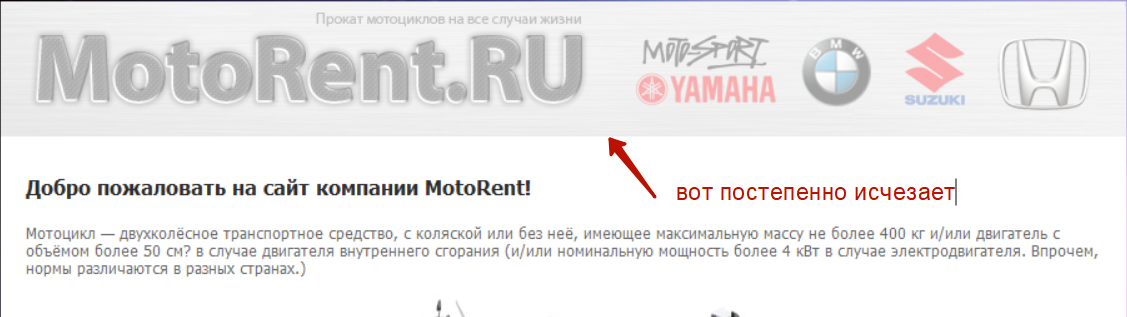 Прокат мотоциклов на все случаи жизни
MotoRent.RU
MOTOSPORT
YAMAHA
BMW
SUZUKI
вот постепенно исчезает
Добро пожаловать на сайт компании MotoRent!
Мотоцикл — двухколёсное транспортное средство, с коляской или без неё, имеющее максимальную массу не более 400 кг и/или двигатель с
объёмом более 50 см? в случае двигателя внутреннего сгорания (и/или номинальную мощность более 4 кВт в случае электродвигателя. Впрочем,
нормы различаются в разных странах.)